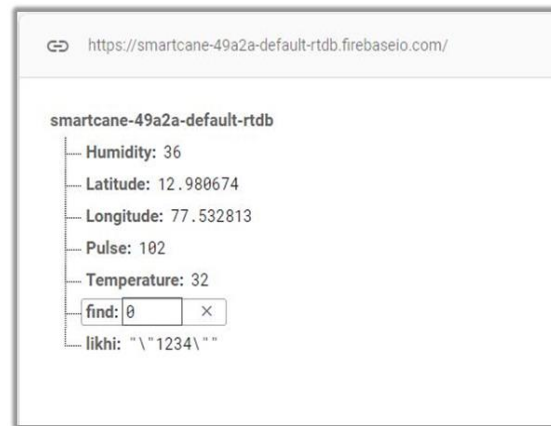 https://smartcane-49a2a-default-rtdb.firebaseio.com/
smartcane-49a2a-default-rtdb
Humidity: 36
Latitude: 12.980674
Longitude: 77.532813
Pulse: 102
Temperature: 32
find: 0 ×
likhi: "\"1234\""